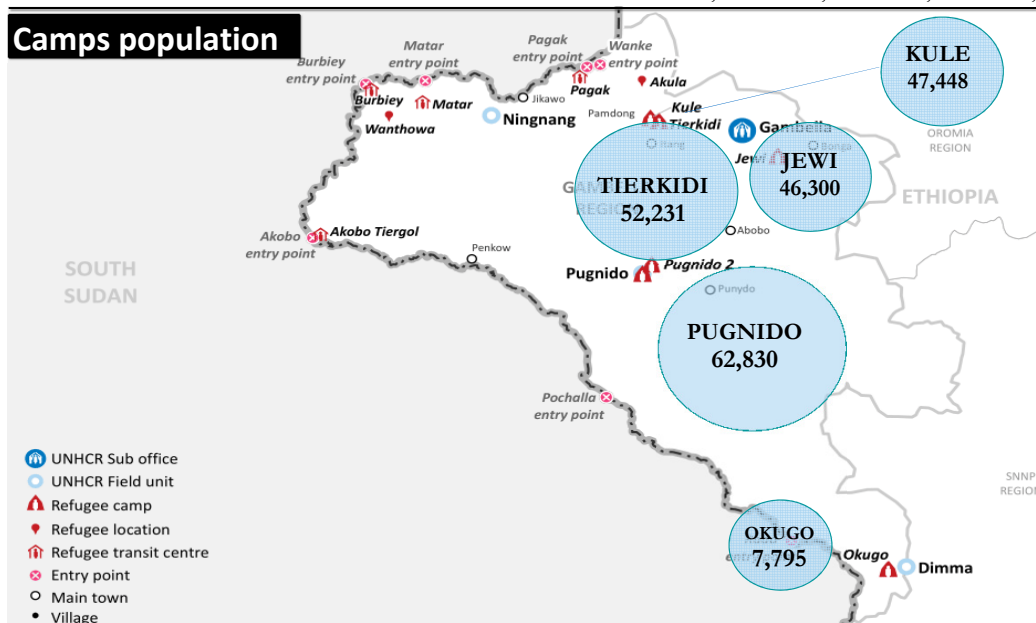 Camps population
Burbiey
entry point
Matar
entry point
Pagak
entry point
Wanke
entry point
KULE
47,448
Burbiey
Matar
Wanthowa
Pagak
Akula
Jikawo
Ningnang
Pamdong
Kule
Tierkidi
Itang
Gambella
Bonga
Jewi
OROMIA
REGION
JEWI
46,300
TIERKIDI
52,231
REGION
ETHIOPIA
Abobo
Akobo
entry point
Akobo Tiergol
Penkow
SOUTH
SUDAN
Pugnido
Pugnido 2
Punydo
PUGNIDO
62,830
Pochalla
entry point
SNNP
REGION
OKUGO
7,795
Okugo
Dimma
UNHCR Sub office
UNHCR Field unit
Refugee camp
Refugee location
Refugee transit centre
Entry point
Main town
Village